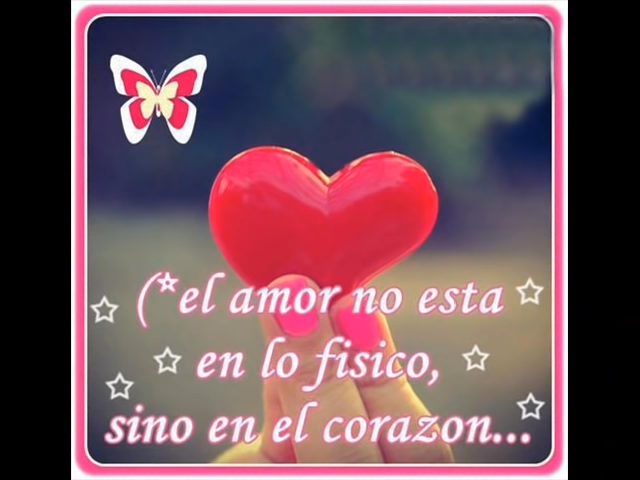 (*el amor no esta
en lo fisico,
sino en el corazon...